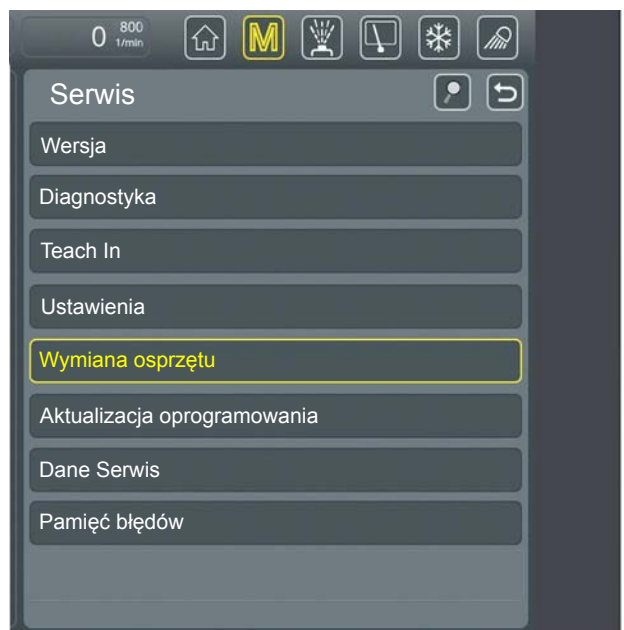 0 800
1/min
M
Serwis
Wersja
Diagnostyka
Teach In
Ustawienia
Wymiana osprzętu
Aktualizacja oprogramowania
Dane Serwis
Pamięć błędów